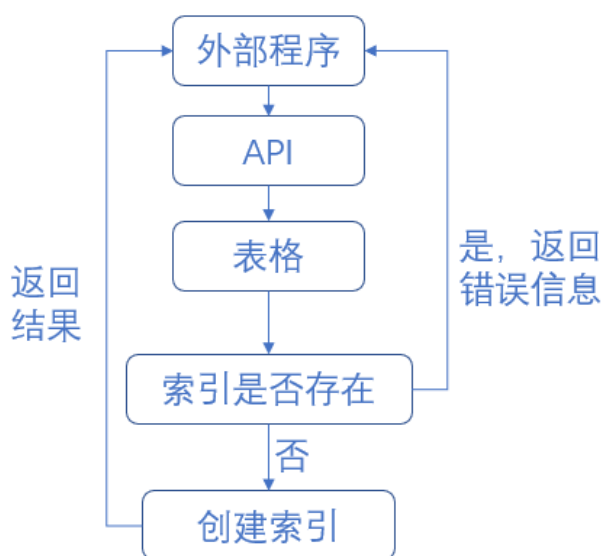 外部程序
API
表格
是，返回
错误信息
返回
结果
索引是否存在
否
创建索引